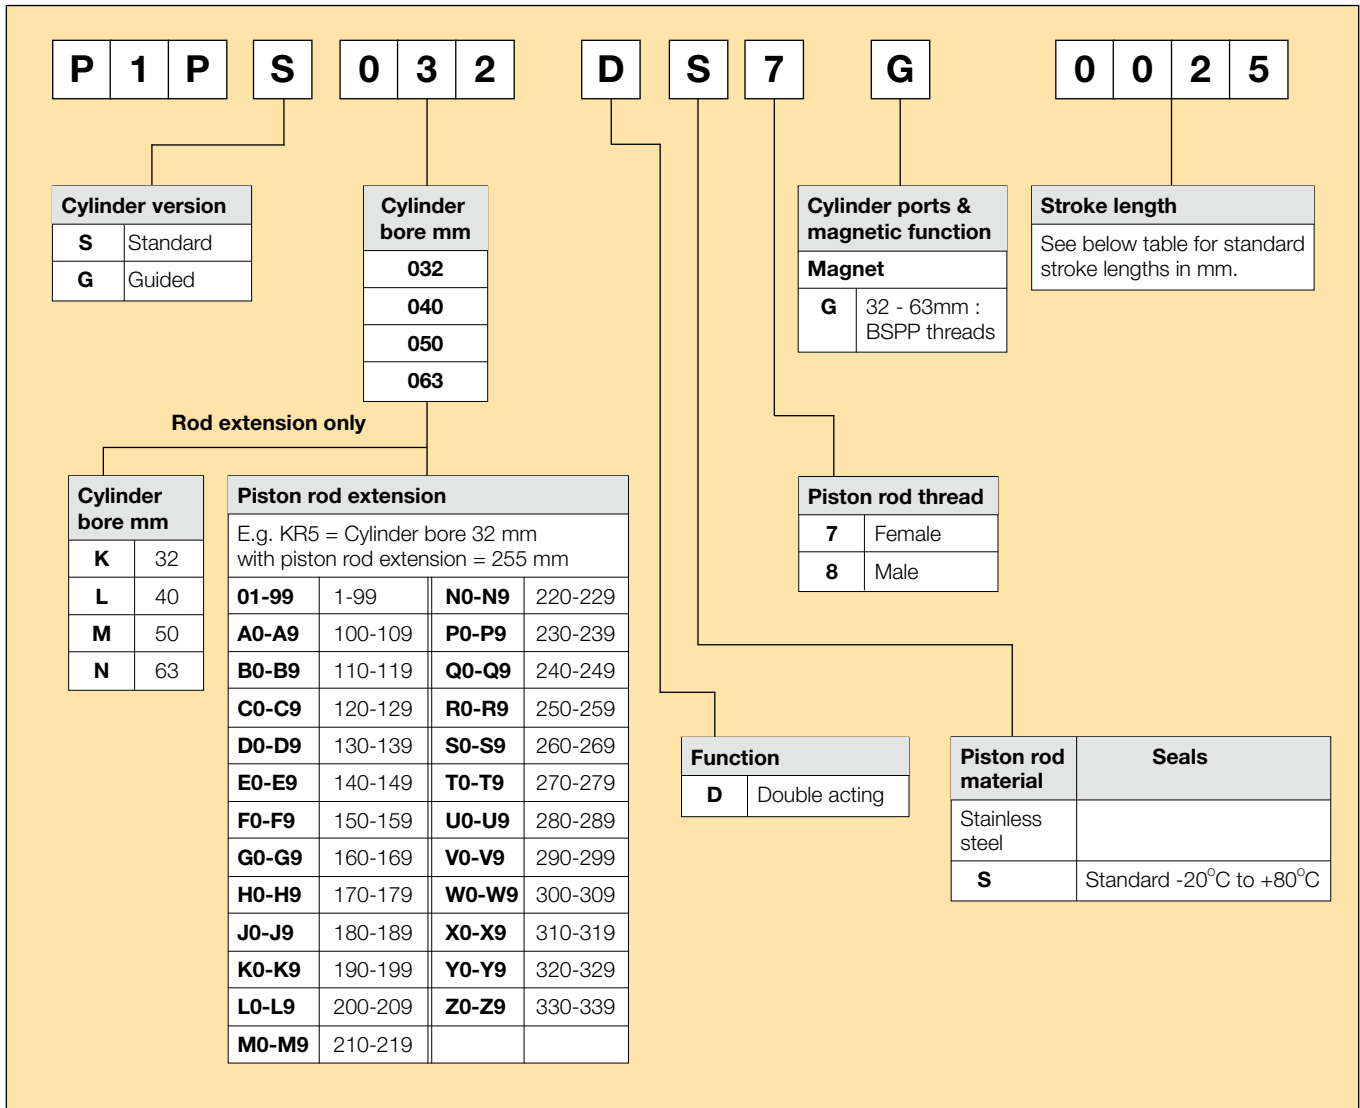 P 1 P S 0 3 2 D S 7 G 0 0 2 5
Cylinder version
S Standard
G Guided
Cylinder
bore mm
032
040
050
063
Cylinder ports &
magnetic function
Magnet
G 32 - 63mm :
BSPP threads
Stroke length
See below table for standard
stroke lengths in mm.
Rod extension only
Cylinder
bore mm
K 32
L 40
M 50
N 63
Piston rod extension
E.g. KR5 = Cylinder bore 32 mm
with piston rod extension = 255 mm
01-99 1-99 N0-N9 220-229
A0-A9 100-109 P0-P9 230-239
B0-B9 110-119 Q0-Q9 240-249
C0-C9 120-129 R0-R9 250-259
D0-D9 130-139 S0-S9 260-269
E0-E9 140-149 T0-T9 270-279
F0-F9 150-159 U0-U9 280-289
G0-G9 160-169 V0-V9 290-299
H0-H9 170-179 W0-W9 300-309
J0-J9 180-189 X0-X9 310-319
K0-K9 190-199 Y0-Y9 320-329
L0-L9 200-209 Z0-Z9 330-339
M0-M9 210-219
Piston rod thread
7 Female
8 Male
Function
D Double acting
Piston rod
material
Seals
Stainless
steel
S Standard -20°C to +80°C